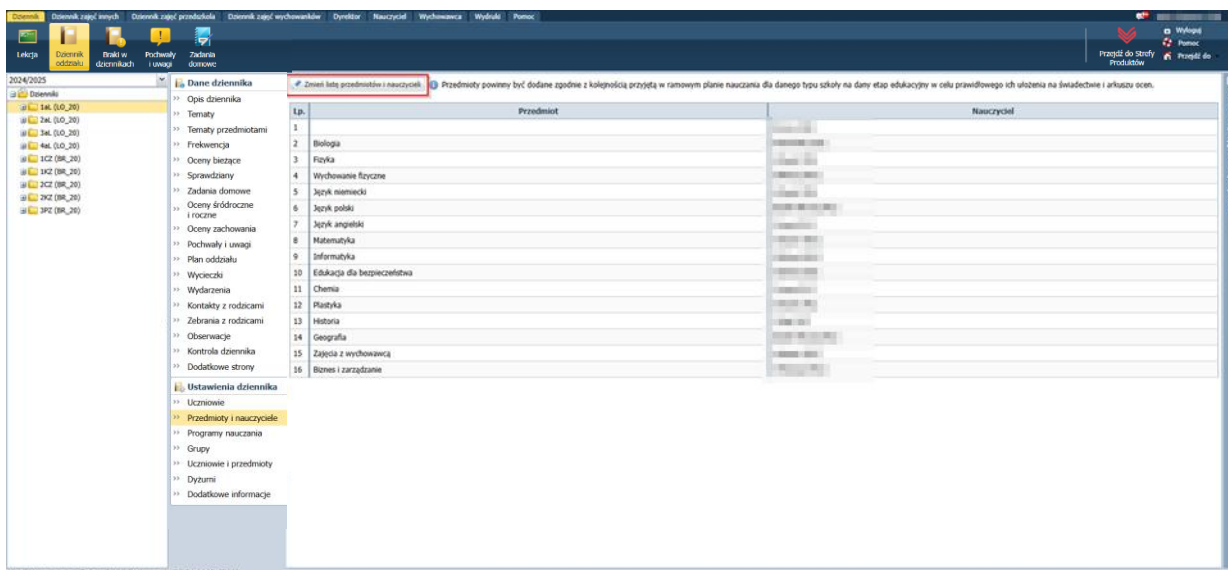 Dziennik Dziennik zajęć innych Dziennik zajęć przedszkola Dziennik zajęć wychowanków Dyrektor Nauczyciel Wychowawca Wydruki Pomoc
Lekcja
Dziennik oddziału
Braki w dziennikach
Pochwały i uwagi
Zadania domowe
Przejdź do Strefy Produktów
Wyloguj
Pomoc
Przejdź do
2024/2025
Dzienniki
1aL (LO_20)
2aL (LO_20)
3aL (LO_20)
4aL (LO_20)
1CZ (BR_20)
1KZ (BR_20)
2CZ (BR_20)
2KZ (BR_20)
3PZ (BR_20)
Dane dziennika
Opis dziennika
Tematy
Tematy przedmiotami
Frekwencja
Oceny bieżące
Sprawdziany
Zadania domowe
Oceny śródroczne
i roczne
Oceny zachowania
Pochwały i uwagi
Plan oddziału
Wycieczki
Wydarzenia
Kontakty z rodzicami
Zebrania z rodzicami
Obserwacje
Kontrola dziennika
Dodatkowe strony
Ustawienia dziennika
Uczniowie
Przedmioty i nauczyciele
Programy nauczania
Grupy
Uczniowie i przedmioty
Dyżurni
Dodatkowe informacje
Zmień listę przedmiotów i nauczycieli Przedmioty powinny być dodane zgodnie z kolejnością przyjętą w ramowym planie nauczania dla danego typu szkoły na dany etap edukacyjny w celu prawidłowego ich ułożenia na świadectwie i arkuszu ocen.
Lp. Przedmiot Nauczyciel
1
2 Biologia
3 Fizyka
4 Wychowanie fizyczne
5 Język niemiecki
6 Język polski
7 Język angielski
8 Matematyka
9 Informatyka
10 Edukacja dla bezpieczeństwa
11 Chemia
12 Plastyka
13 Historia
14 Geografia
15 Zajęcia z wychowawcą
16 Biznes i zarządzanie